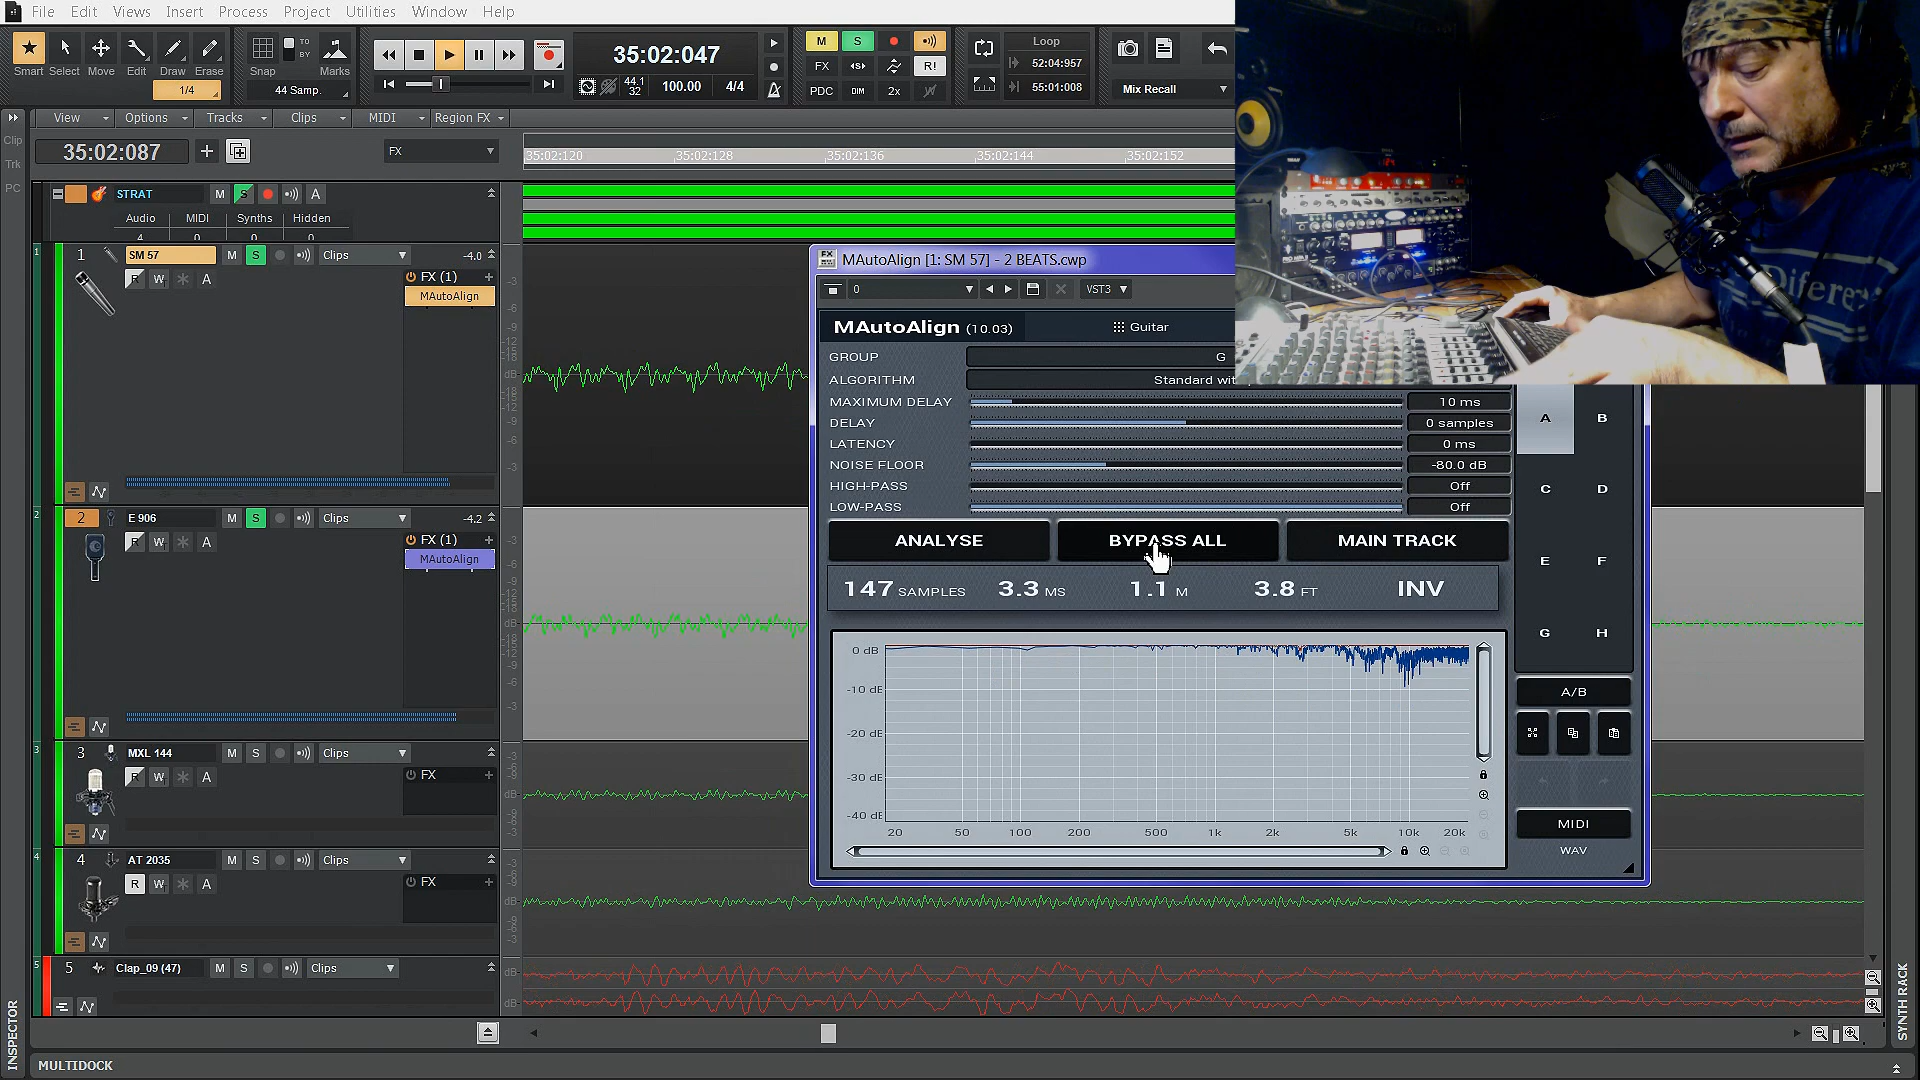 File Edit Views Insert Process Project Utilities Window Help
Smart Select Move Edit Draw Erase
1/4
Snap
TO
BY
Marks
44 Samp.
35:02:047
44.1
32
100.00
4/4
M S R!
FX PDC DIM 2x
Loop
52:04:957
55:01:008
Mix Recall
View Options Tracks Clips MIDI Region FX
Clip
Trk
PC
35:02:087
FX
35:02:120 35:02:128 35:02:136 35:02:144 35:02:152
STRAT M S A
Audio MIDI Synths Hidden
4 0 0 0
1 SM 57 M S Clips -4.0
R W A
FX (1)
MAutoAlign
2 E 906 M S Clips -4.2
R W A
FX (1)
MAutoAlign
3 MXL 144 M S Clips
R W A
FX
4 AT 2035 M S Clips
R W A
FX
5 Clap_09 (47) M S Clips
MAutoAlign [1: SM 57] - 2 BEATS.cwp
0 VST3
MAutoAlign (10.03) Guitar
GROUP G
ALGORITHM Standard
MAXIMUM DELAY 10 ms
DELAY 0 samples
LATENCY 0 ms
NOISE FLOOR -80.0 dB
HIGH-PASS Off
LOW-PASS Off
ANALYSE BYPASS ALL MAIN TRACK
147 SAMPLES 3.3 MS 1.1 M 3.8 FT INV
0 dB
-10 dB
-20 dB
-30 dB
-40 dB
20 50 100 200 500 1k 2k 5k 10k 20k
A B
C D
E F
G H
A/B
MIDI
WAV
INSPECTOR
SYNTH RACK
MULTIDOCK